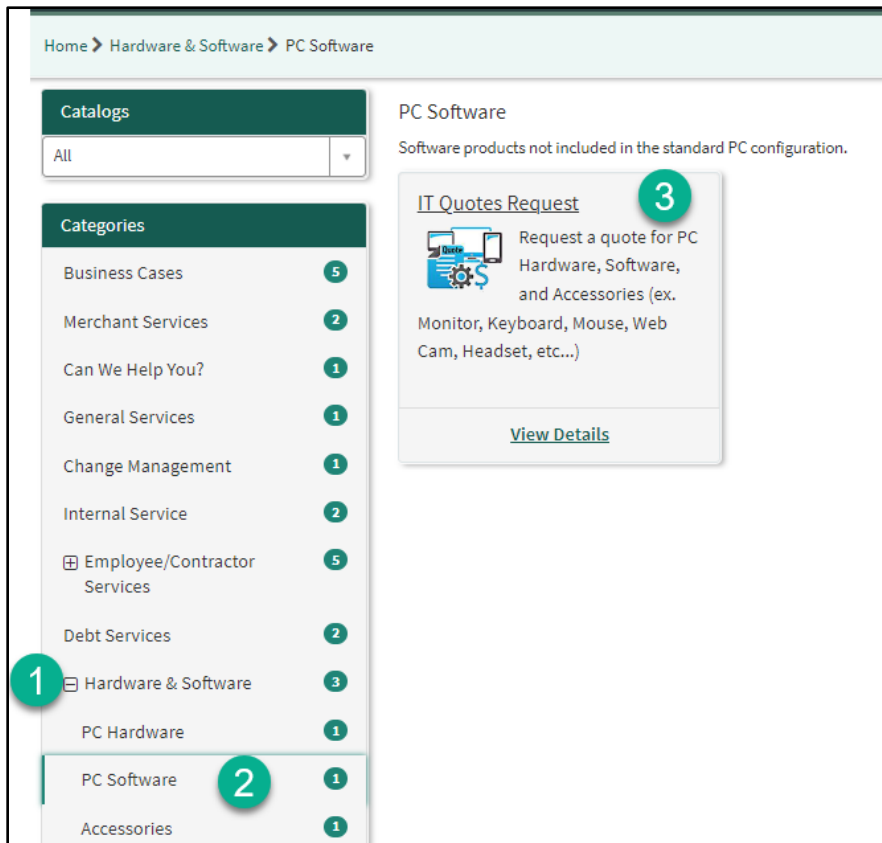 Home > Hardware & Software > PC Software
Catalogs
All
Categories
Business Cases 5
Merchant Services 2
Can We Help You? 1
General Services 1
Change Management 1
Internal Service 2
Employee/Contractor 5
Services
Debt Services 2
1 Hardware & Software 3
PC Hardware 1
PC Software 2 1
Accessories 1
PC Software
Software products not included in the standard PC configuration.
IT Quotes Request 3
Quote
$
Request a quote for PC
Hardware, Software,
and Accessories (ex.
Monitor, Keyboard, Mouse, Web
Cam, Headset, etc...)
View Details